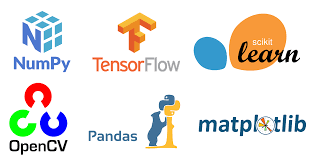 NumPy
TensorFlow
scikit
learn
OpenCV
Pandas
matplotlib